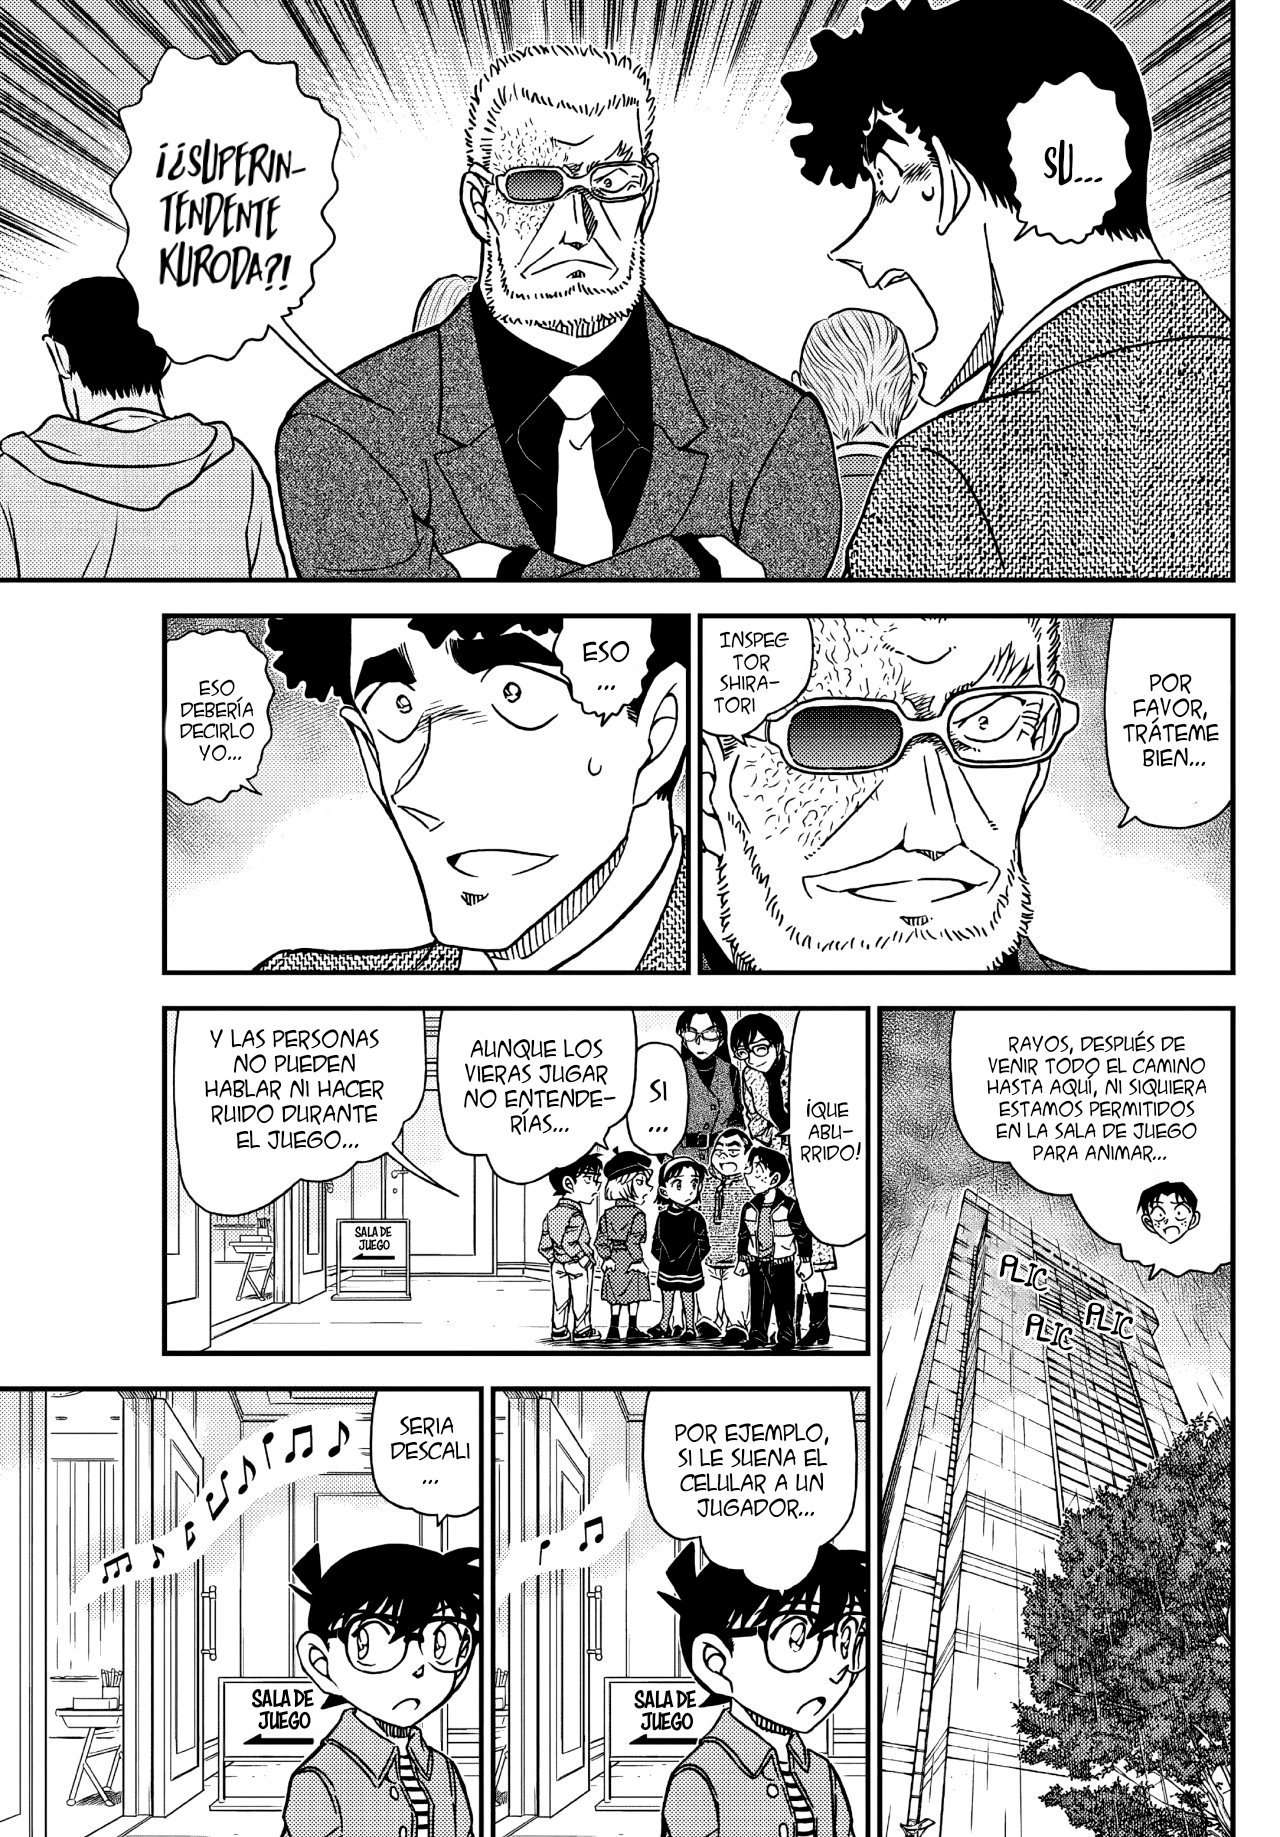 SU...
¡¿¿SUPERIN-
TENDENTE
KURODA?!
POR
FAVOR,
TRÁTEME
BIEN...
INSPEC
TOR
SHIRA-
TORI
ESO
...
ESO
DEBERÍA
DECIRLO
YO...
RAYOS, DESPUÉS DE
VENIR TODO EL CAMINO
HASTA AQUÍ, NI SIQUIERA
ESTAMOS PERMITIDOS
EN LA SALA DE JUEGO
PARA ANIMAR...
PLIC
PLIC
PLIC
¡QUE
ABU-
RRIDO!
SI
...
AUNQUE LOS
VIERAS JUGAR
NO ENTENDE-
RÍAS...
Y LAS PERSONAS
NO PUEDEN
HABLAR NI HACER
RUIDO DURANTE
EL JUEGO...
SALA DE
JUEGO
POR EJEMPLO,
SI LE SUENA EL
CELULAR A UN
JUGADOR...
SALA DE
JUEGO
SERIA
DESCALI
...
SALA DE
JUEGO